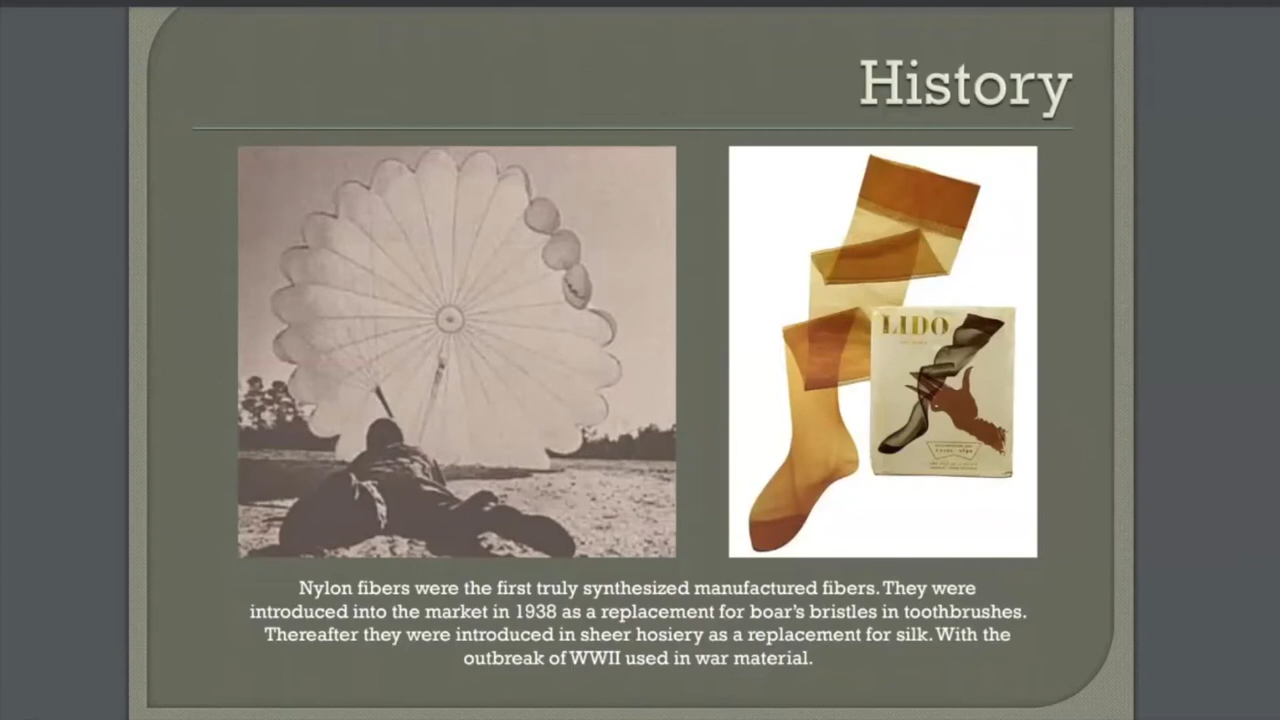 History
LIDO
Nylon fibers were the first truly synthesized manufactured fibers. They were
introduced into the market in 1938 as a replacement for boar's bristles in toothbrushes.
Thereafter they were introduced in sheer hosiery as a replacement for silk. With the
outbreak of WWII used in war material.